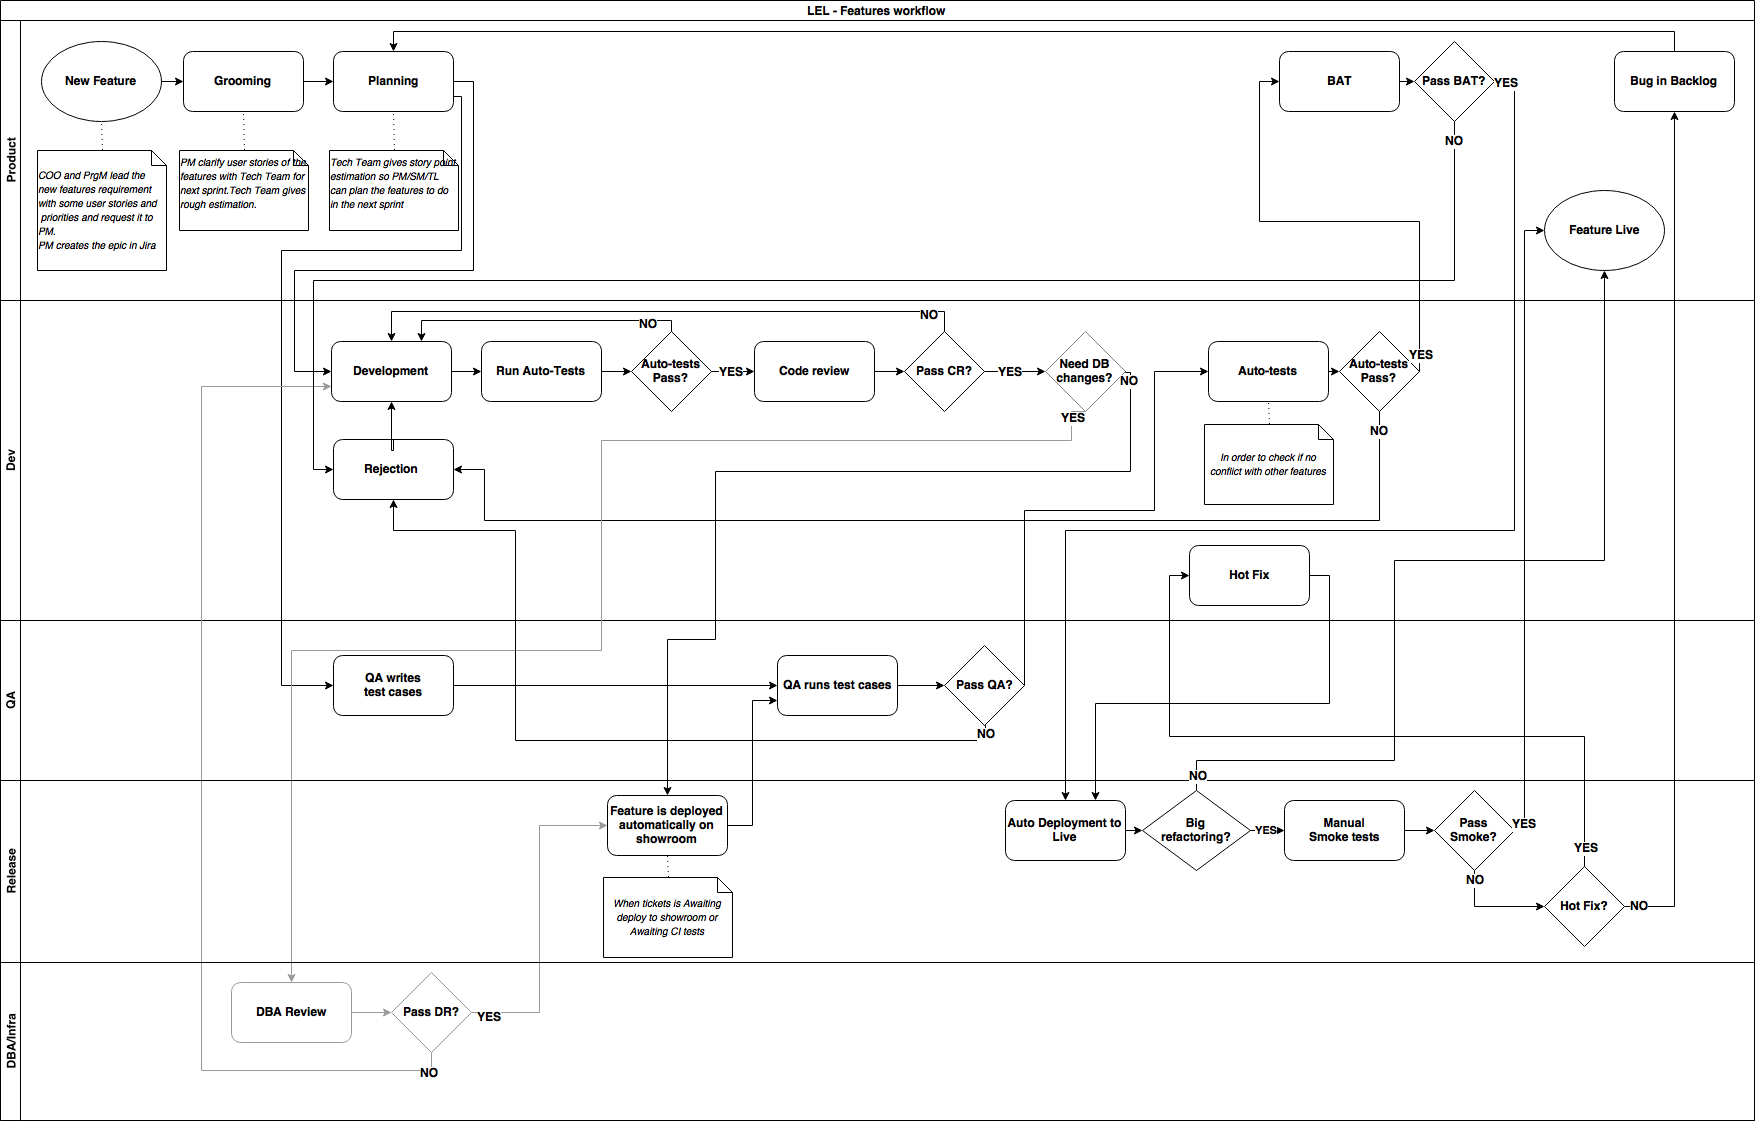 LEL - Features workflow
Product
New Feature
Grooming
Planning
BAT
Pass BAT?
YES
NO
Bug in Backlog
COO and PrgM lead the
new features requirement
with some user stories and
priorities and request it to
PM.
PM creates the epic in Jira
PM clarify user stories of the
features with Tech Team for
next sprint.Tech Team gives
rough estimation.
Tech Team gives story point
estimation so PM/SM/TL
can plan the features to do
in the next sprint
Feature Live
Dev
NO
NO
Development
Run Auto-Tests
Auto-tests
Pass?
YES
Code review
Pass CR?
YES
Need DB
changes?
NO
YES
Auto-tests
Auto-tests
Pass?
YES
NO
Rejection
In order to check if no
conflict with other features
Hot Fix
QA
QA writes
test cases
QA runs test cases
Pass QA?
NO
Release
Feature is deployed
automatically on
showroom
When tickets is Awaiting
deploy to showroom or
Awaiting CI tests
Auto Deployment to
Live
NO
Big
refactoring?
YES
Manual
Smoke tests
Pass
Smoke?
YES
NO
YES
Hot Fix?
NO
DBA/Infra
DBA Review
Pass DR?
YES
NO